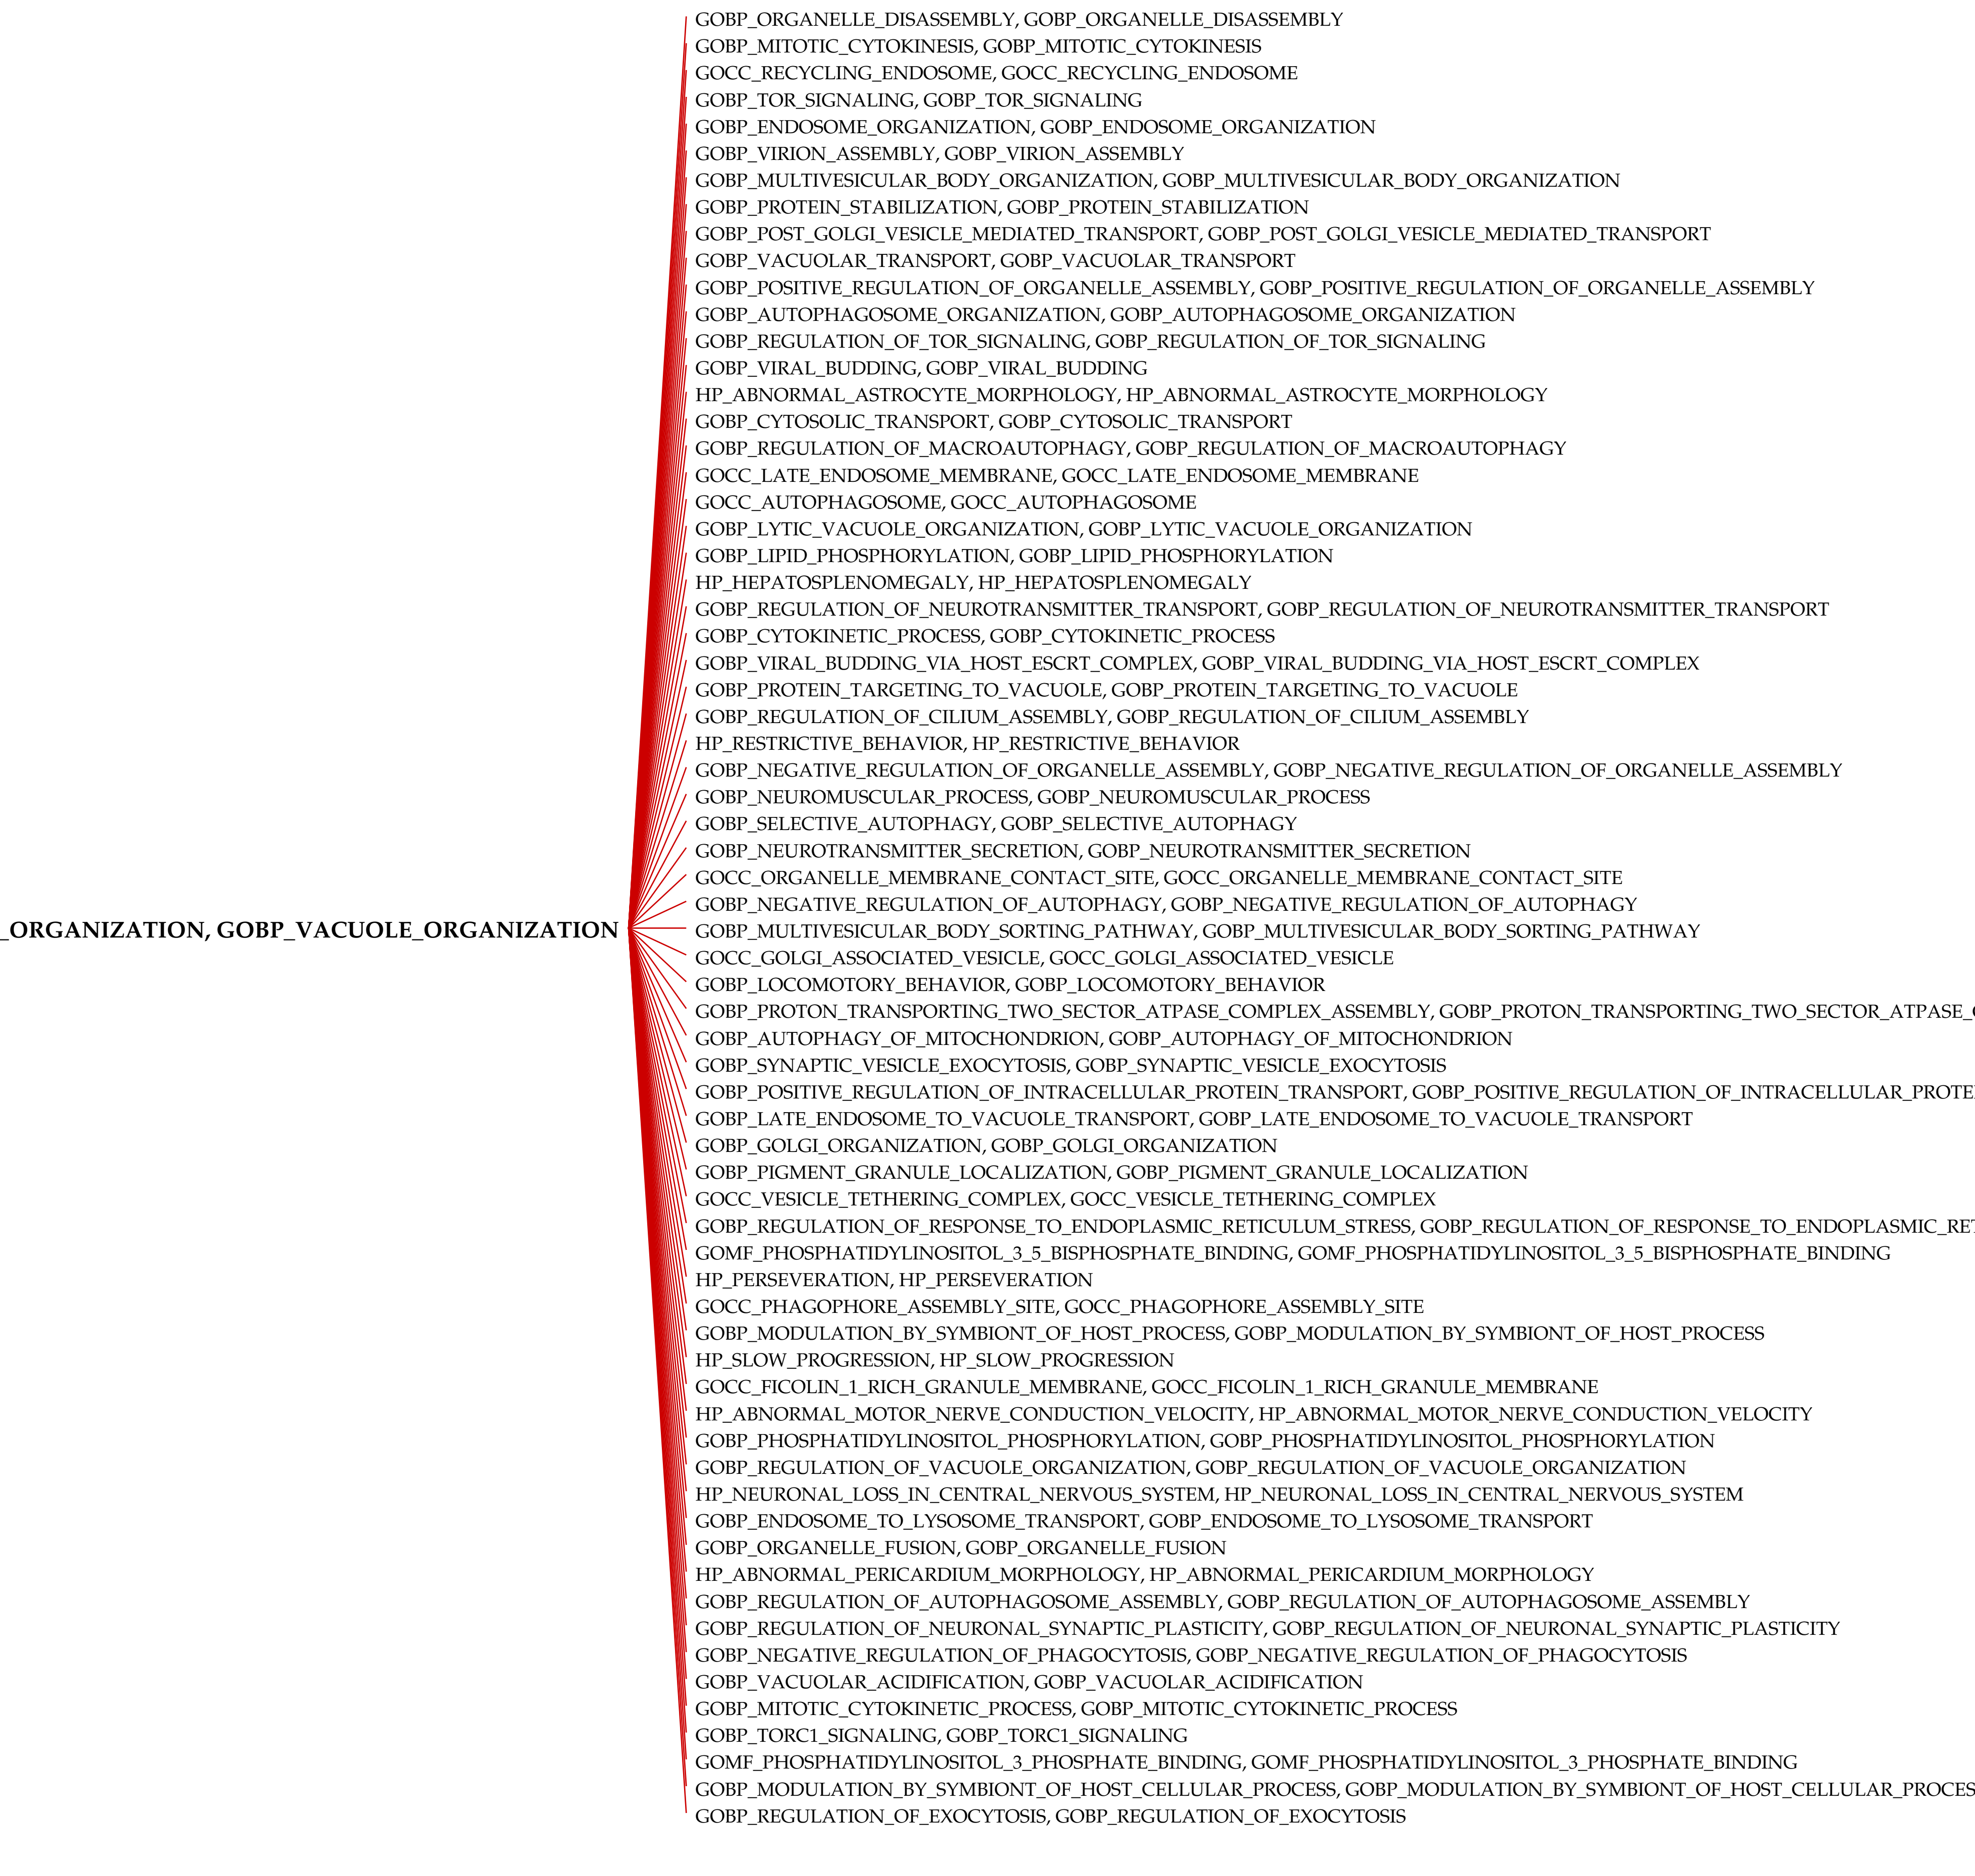 GOBP_ORGANELLE_DISASSEMBLY, GOBP_ORGANELLE_DISASSEMBLY
GOBP_MITOTIC_CYTOKINESIS, GOBP_MITOTIC_CYTOKINESIS
GOCC_RECYCLING_ENDOSOME, GOCC_RECYCLING_ENDOSOME
GOBP_TOR_SIGNALING, GOBP_TOR_SIGNALING
GOBP_ENDOSOME_ORGANIZATION, GOBP_ENDOSOME_ORGANIZATION
GOBP_VIRION_ASSEMBLY, GOBP_VIRION_ASSEMBLY
GOBP_MULTIVESICULAR_BODY_ORGANIZATION, GOBP_MULTIVESICULAR_BODY_ORGANIZATION
GOBP_PROTEIN_STABILIZATION, GOBP_PROTEIN_STABILIZATION
GOBP_POST_GOLGI_VESICLE_MEDIATED_TRANSPORT, GOBP_POST_GOLGI_VESICLE_MEDIATED_TRANSPORT
GOBP_VACUOLAR_TRANSPORT, GOBP_VACUOLAR_TRANSPORT
GOBP_POSITIVE_REGULATION_OF_ORGANELLE_ASSEMBLY, GOBP_POSITIVE_REGULATION_OF_ORGANELLE_ASSEMBLY
GOBP_AUTOPHAGOSOME_ORGANIZATION, GOBP_AUTOPHAGOSOME_ORGANIZATION
GOBP_REGULATION_OF_TOR_SIGNALING, GOBP_REGULATION_OF_TOR_SIGNALING
GOBP_VIRAL_BUDDING, GOBP_VIRAL_BUDDING
HP_ABNORMAL_ASTROCYTE_MORPHOLOGY, HP_ABNORMAL_ASTROCYTE_MORPHOLOGY
GOBP_CYTOSOLIC_TRANSPORT, GOBP_CYTOSOLIC_TRANSPORT
GOBP_REGULATION_OF_MACROAUTOPHAGY, GOBP_REGULATION_OF_MACROAUTOPHAGY
GOCC_LATE_ENDOSOME_MEMBRANE, GOCC_LATE_ENDOSOME_MEMBRANE
GOCC_AUTOPHAGOSOME, GOCC_AUTOPHAGOSOME
GOBP_LYTIC_VACUOLE_ORGANIZATION, GOBP_LYTIC_VACUOLE_ORGANIZATION
GOBP_LIPID_PHOSPHORYLATION, GOBP_LIPID_PHOSPHORYLATION
HP_HEPATOSPLENOMEGALY, HP_HEPATOSPLENOMEGALY
GOBP_REGULATION_OF_NEUROTRANSMITTER_TRANSPORT, GOBP_REGULATION_OF_NEUROTRANSMITTER_TRANSPORT
GOBP_CYTOKINETIC_PROCESS, GOBP_CYTOKINETIC_PROCESS
GOBP_VIRAL_BUDDING_VIA_HOST_ESCRT_COMPLEX, GOBP_VIRAL_BUDDING_VIA_HOST_ESCRT_COMPLEX
GOBP_PROTEIN_TARGETING_TO_VACUOLE, GOBP_PROTEIN_TARGETING_TO_VACUOLE
GOBP_REGULATION_OF_CILIUM_ASSEMBLY, GOBP_REGULATION_OF_CILIUM_ASSEMBLY
HP_RESTRICTIVE_BEHAVIOR, HP_RESTRICTIVE_BEHAVIOR
GOBP_NEGATIVE_REGULATION_OF_ORGANELLE_ASSEMBLY, GOBP_NEGATIVE_REGULATION_OF_ORGANELLE_ASSEMBLY
GOBP_NEUROMUSCULAR_PROCESS, GOBP_NEUROMUSCULAR_PROCESS
GOBP_SELECTIVE_AUTOPHAGY, GOBP_SELECTIVE_AUTOPHAGY
GOBP_NEUROTRANSMITTER_SECRETION, GOBP_NEUROTRANSMITTER_SECRETION
GOCC_ORGANELLE_MEMBRANE_CONTACT_SITE, GOCC_ORGANELLE_MEMBRANE_CONTACT_SITE
GOBP_NEGATIVE_REGULATION_OF_AUTOPHAGY, GOBP_NEGATIVE_REGULATION_OF_AUTOPHAGY
_ORGANIZATION, GOBP_VACUOLE_ORGANIZATION
GOBP_MULTIVESICULAR_BODY_SORTING_PATHWAY, GOBP_MULTIVESICULAR_BODY_SORTING_PATHWAY
GOCC_GOLGI_ASSOCIATED_VESICLE, GOCC_GOLGI_ASSOCIATED_VESICLE
GOBP_LOCOMOTORY_BEHAVIOR, GOBP_LOCOMOTORY_BEHAVIOR
GOBP_PROTON_TRANSPORTING_TWO_SECTOR_ATPASE_COMPLEX_ASSEMBLY, GOBP_PROTON_TRANSPORTING_TWO_SECTOR_ATPASE_
GOBP_AUTOPHAGY_OF_MITOCHONDRION, GOBP_AUTOPHAGY_OF_MITOCHONDRION
GOBP_SYNAPTIC_VESICLE_EXOCYTOSIS, GOBP_SYNAPTIC_VESICLE_EXOCYTOSIS
GOBP_POSITIVE_REGULATION_OF_INTRACELLULAR_PROTEIN_TRANSPORT, GOBP_POSITIVE_REGULATION_OF_INTRACELLULAR_PROTE
GOBP_LATE_ENDOSOME_TO_VACUOLE_TRANSPORT, GOBP_LATE_ENDOSOME_TO_VACUOLE_TRANSPORT
GOBP_GOLGI_ORGANIZATION, GOBP_GOLGI_ORGANIZATION
GOBP_PIGMENT_GRANULE_LOCALIZATION, GOBP_PIGMENT_GRANULE_LOCALIZATION
GOCC_VESICLE_TETHERING_COMPLEX, GOCC_VESICLE_TETHERING_COMPLEX
GOBP_REGULATION_OF_RESPONSE_TO_ENDOPLASMIC_RETICULUM_STRESS, GOBP_REGULATION_OF_RESPONSE_TO_ENDOPLASMIC_RE
GOMF_PHOSPHATIDYLINOSITOL_3_5_BISPHOSPHATE_BINDING, GOMF_PHOSPHATIDYLINOSITOL_3_5_BISPHOSPHATE_BINDING
HP_PERSEVERATION, HP_PERSEVERATION
GOCC_PHAGOPHORE_ASSEMBLY_SITE, GOCC_PHAGOPHORE_ASSEMBLY_SITE
GOBP_MODULATION_BY_SYMBIONT_OF_HOST_PROCESS, GOBP_MODULATION_BY_SYMBIONT_OF_HOST_PROCESS
HP_SLOW_PROGRESSION, HP_SLOW_PROGRESSION
GOCC_FICOLIN_1_RICH_GRANULE_MEMBRANE, GOCC_FICOLIN_1_RICH_GRANULE_MEMBRANE
HP_ABNORMAL_MOTOR_NERVE_CONDUCTION_VELOCITY, HP_ABNORMAL_MOTOR_NERVE_CONDUCTION_VELOCITY
GOBP_PHOSPHATIDYLINOSITOL_PHOSPHORYLATION, GOBP_PHOSPHATIDYLINOSITOL_PHOSPHORYLATION
GOBP_REGULATION_OF_VACUOLE_ORGANIZATION, GOBP_REGULATION_OF_VACUOLE_ORGANIZATION
HP_NEURONAL_LOSS_IN_CENTRAL_NERVOUS_SYSTEM, HP_NEURONAL_LOSS_IN_CENTRAL_NERVOUS_SYSTEM
GOBP_ENDOSOME_TO_LYSOSOME_TRANSPORT, GOBP_ENDOSOME_TO_LYSOSOME_TRANSPORT
GOBP_ORGANELLE_FUSION, GOBP_ORGANELLE_FUSION
HP_ABNORMAL_PERICARDIUM_MORPHOLOGY, HP_ABNORMAL_PERICARDIUM_MORPHOLOGY
GOBP_REGULATION_OF_AUTOPHAGOSOME_ASSEMBLY, GOBP_REGULATION_OF_AUTOPHAGOSOME_ASSEMBLY
GOBP_REGULATION_OF_NEURONAL_SYNAPTIC_PLASTICITY, GOBP_REGULATION_OF_NEURONAL_SYNAPTIC_PLASTICITY
GOBP_NEGATIVE_REGULATION_OF_PHAGOCYTOSIS, GOBP_NEGATIVE_REGULATION_OF_PHAGOCYTOSIS
GOBP_VACUOLAR_ACIDIFICATION, GOBP_VACUOLAR_ACIDIFICATION
GOBP_MITOTIC_CYTOKINETIC_PROCESS, GOBP_MITOTIC_CYTOKINETIC_PROCESS
GOBP_TORC1_SIGNALING, GOBP_TORC1_SIGNALING
GOMF_PHOSPHATIDYLINOSITOL_3_PHOSPHATE_BINDING, GOMF_PHOSPHATIDYLINOSITOL_3_PHOSPHATE_BINDING
GOBP_MODULATION_BY_SYMBIONT_OF_HOST_CELLULAR_PROCESS, GOBP_MODULATION_BY_SYMBIONT_OF_HOST_CELLULAR_PROCES
GOBP_REGULATION_OF_EXOCYTOSIS, GOBP_REGULATION_OF_EXOCYTOSIS